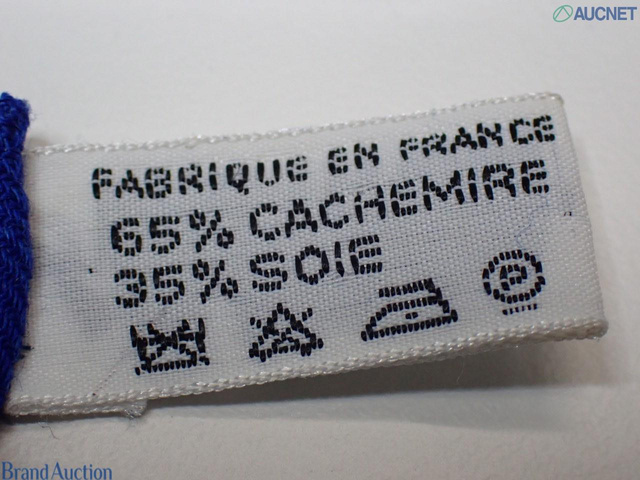 AUCNET
FABRIQUE EN FRANCE
65% CACHEMIRE
35% SOIE
P
Brand Auction